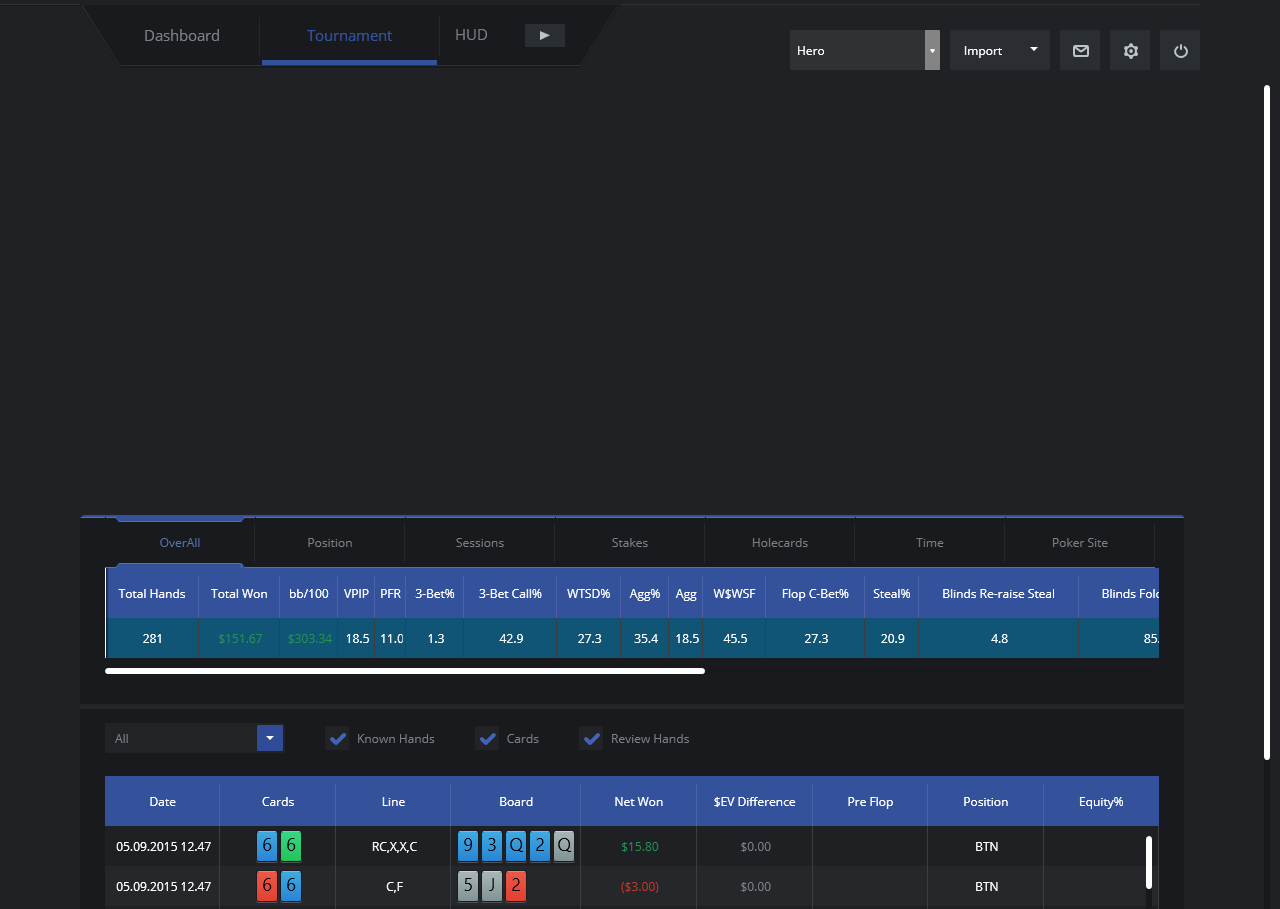 Dashboard Tournament HUD
Hero Import
OverAll Position Sessions Stakes Holecards Time Poker Site
Total Hands Total Won bb/100 VPIP PFR 3-Bet% 3-Bet Call% WTSD% Agg% Agg W$WSF Flop C-Bet% Steal% Blinds Re-raise Steal Blinds Fold
281 $151.67 $303.34 18.5 11.0 1.3 42.9 27.3 35.4 18.5 45.5 27.3 20.9 4.8 85.
All Known Hands Cards Review Hands
Date Cards Line Board Net Won $EV Difference Pre Flop Position Equity%
05.09.2015 12.47 6 6 RC,X,X,C 9 3 Q 2 Q $15.80 $0.00 BTN
05.09.2015 12.47 6 6 C,F 5 J 2 ($3.00) $0.00 BTN